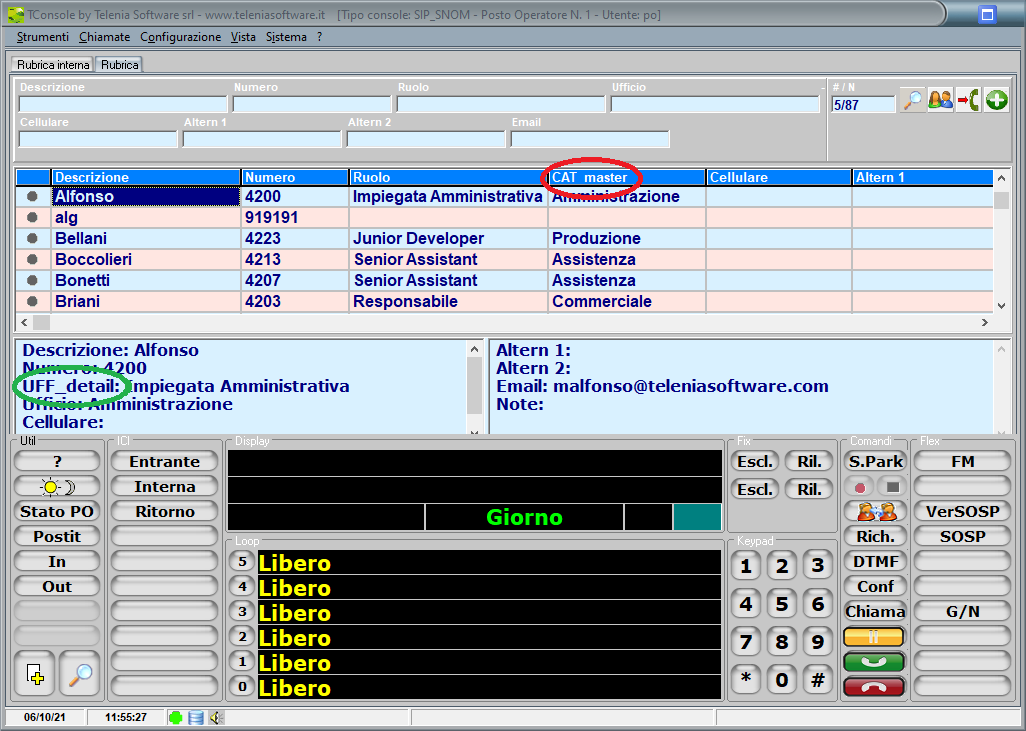 TConsole by Telenia Software srl - www.teleniasoftware.it [Tipo console: SIP_SNOM - Posto Operatore N. 1 - Utente: po]
Strumenti Chiamate Configurazione Vista Sistema ?
Rubrica interna Rubrica
Descrizione Numero Ruolo Ufficio - # / N
5/87
Cellulare Altern 1 Altern 2 Email
Descrizione Numero Ruolo CAT master Cellulare Altern 1
Alfonso 4200 Impiegata Amministrativa Amministrazione
alg 919191
Bellani 4223 Junior Developer Produzione
Boccolieri 4213 Senior Assistant Assistenza
Bonetti 4207 Senior Assistant Assistenza
Briani 4203 Responsabile Commerciale
Descrizione: Alfonso
Numero: 4200
UFF_detail: Impiegata Amministrativa
Ufficio: Amministrazione
Cellulare:
Altern 1:
Altern 2:
Email: malfonso@teleniasoftware.com
Note:
Util
?
Stato PO
Postit
In
Out
ICI
Entrante
Interna
Ritorno
Display
Giorno
Loop
5 Libero
4 Libero
3 Libero
2 Libero
1 Libero
0 Libero
Fix
Escl. Ril.
Escl. Ril.
Keypad
1 2 3
4 5 6
7 8 9
* 0 #
Comandi
S.Park
Rich.
DTMF
Conf
Chiama
Flex
FM
VerSOSP
SOSP
G/N
06/10/21 11:55:27